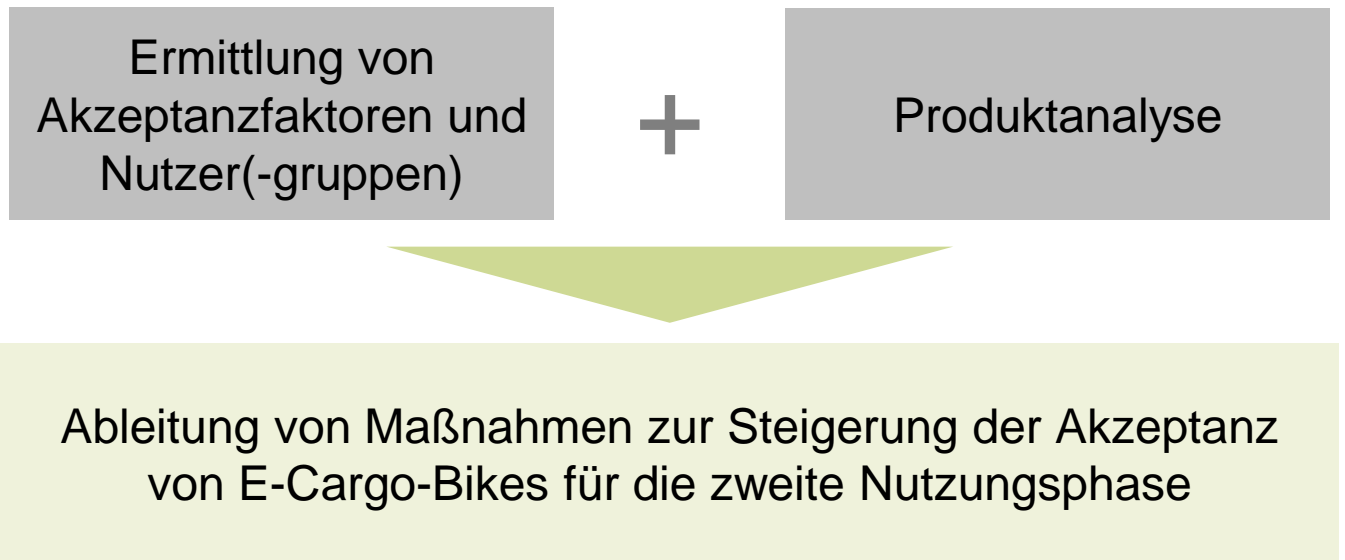 Ermittlung von
Akzeptanzfaktoren und
Nutzer(-gruppen)
+
Produktanalyse
Ableitung von Maßnahmen zur Steigerung der Akzeptanz
von E-Cargo-Bikes für die zweite Nutzungsphase